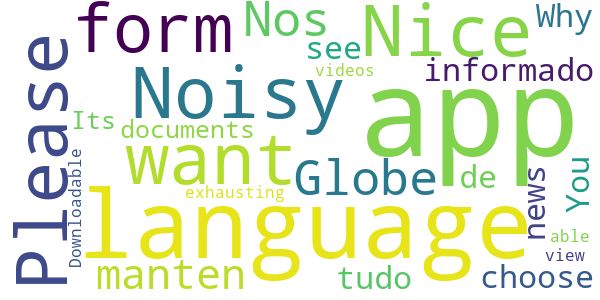 form Nos Nice Why
see informado
videos
Please Noisy app
Its documents
want Globe de You news
Downloadable exhausting able
language view
manten tudo choose